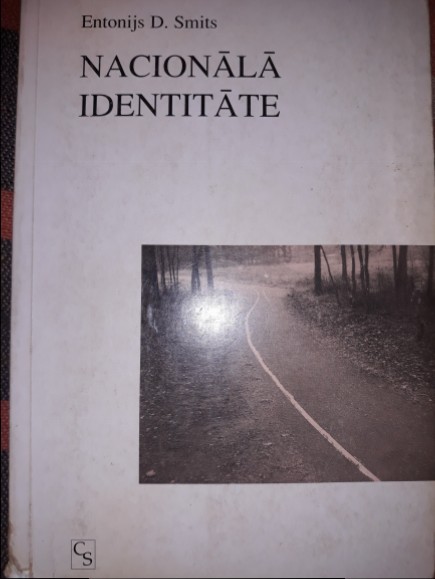 Entonijs D. Smits
NACIONĀLĀ
IDENTITĀTE
CS